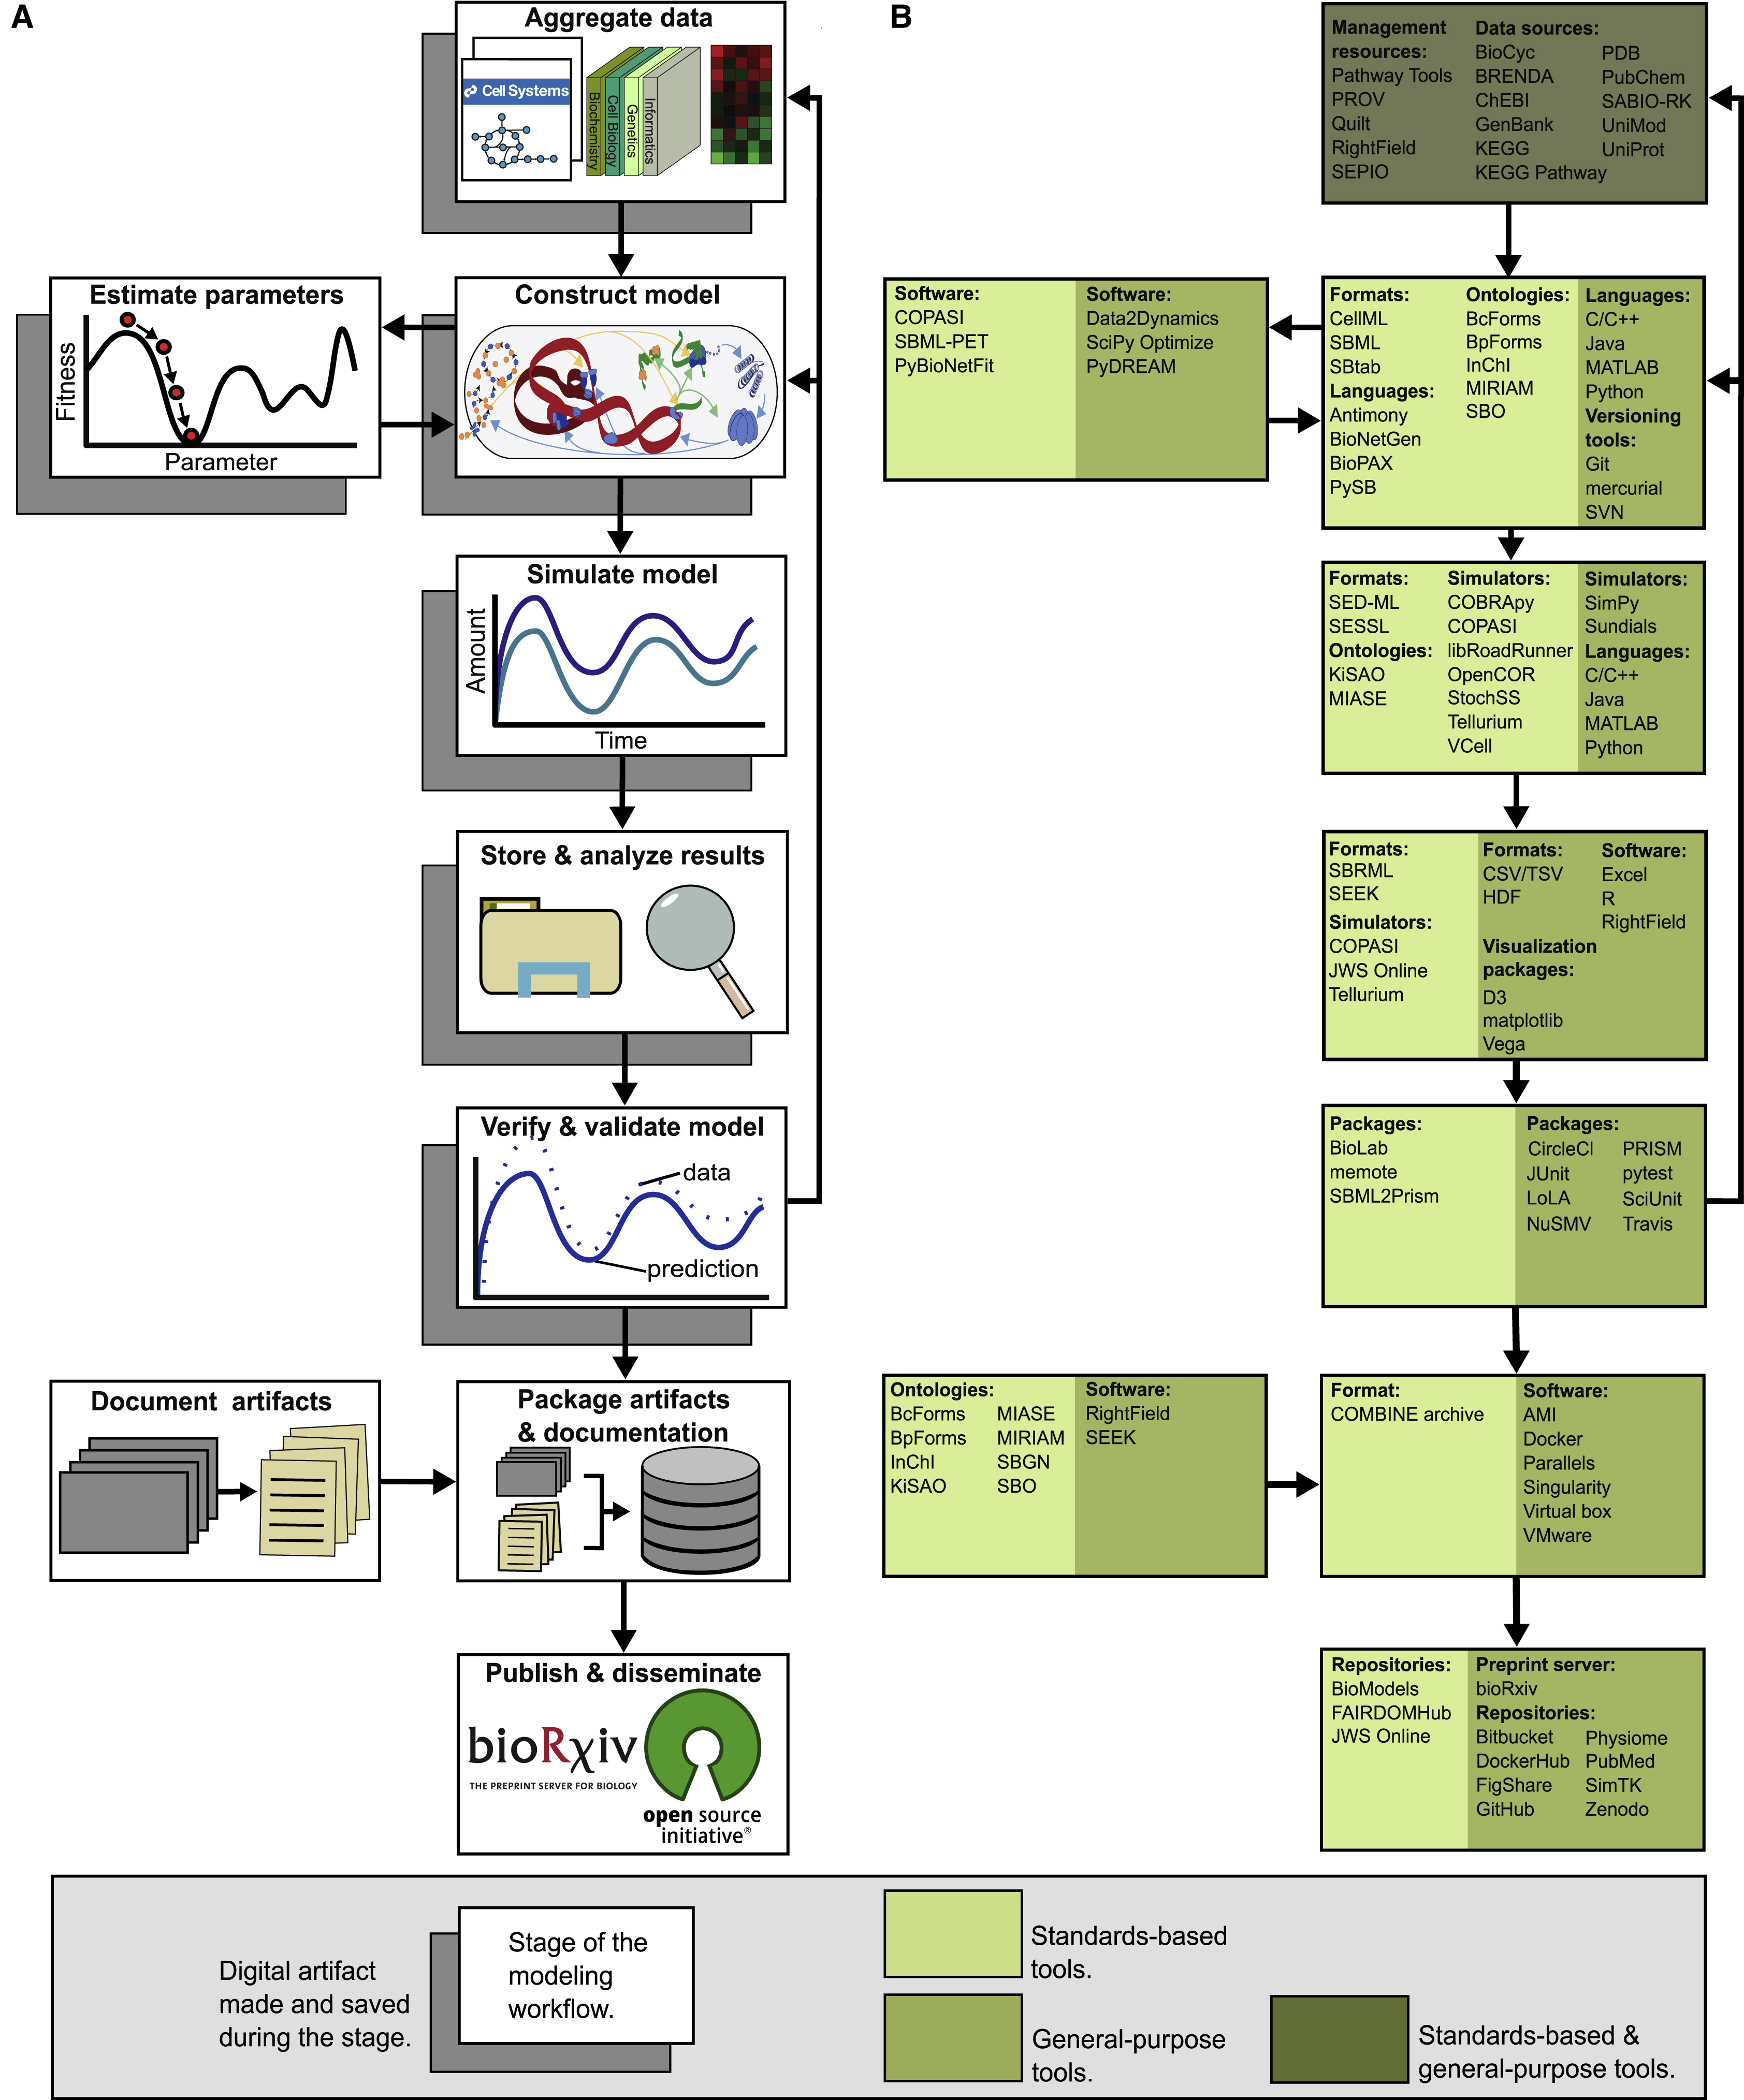 A
Aggregate data
Cell Systems
Biochemistry
Cell Biology
Genetics
Informatics
Estimate parameters
Fitness
Parameter
Construct model
Simulate model
Amount
Time
Store & analyze results
Verify & validate model
data
prediction
Document artifacts
Package artifacts
& documentation
Publish & disseminate
bioRχiv
THE PREPRINT SERVER FOR BIOLOGY
open source
initiative®
B
Management
resources:
Pathway Tools
PROV
Quilt
RightField
SEPIO
Data sources:
BioCyc
BRENDA
ChEBI
GenBank
KEGG
KEGG Pathway
PDB
PubChem
SABIO-RK
UniMod
UniProt
Software:
COPASI
SBML-PET
PyBioNetFit
Software:
Data2Dynamics
SciPy Optimize
PyDREAM
Formats:
CellML
SBML
SBtab
Languages:
Antimony
BioNetGen
BioPAX
PySB
Ontologies:
BcForms
BpForms
InChI
MIRIAM
SBO
Languages:
C/C++
Java
MATLAB
Python
Versioning
tools:
Git
mercurial
SVN
Formats:
SED-ML
SESSL
Ontologies:
KiSAO
MIASE
Simulators:
COBRApy
COPASI
libRoadRunner
OpenCOR
StochSS
Tellurium
VCell
Simulators:
SimPy
Sundials
Languages:
C/C++
Java
MATLAB
Python
Formats:
SBRML
SEEK
Simulators:
COPASI
JWS Online
Tellurium
Formats:
CSV/TSV
HDF
Visualization
packages:
D3
matplotlib
Vega
Software:
Excel
R
RightField
Packages:
BioLab
memote
SBML2Prism
Packages:
CircleCI
JUnit
LoLA
NuSMV
PRISM
pytest
SciUnit
Travis
Ontologies:
BcForms
BpForms
InChI
KiSAO
MIASE
MIRIAM
SBGN
SBO
Software:
RightField
SEEK
Format:
COMBINE archive
Software:
AMI
Docker
Parallels
Singularity
Virtual box
VMware
Repositories:
BioModels
FAIRDOMHub
JWS Online
Preprint server:
bioRxiv
Repositories:
Bitbucket
DockerHub
FigShare
GitHub
Physiome
PubMed
SimTK
Zenodo
Digital artifact
made and saved
during the stage.
Stage of the
modeling
workflow.
Standards-based
tools.
General-purpose
tools.
Standards-based &
general-purpose tools.